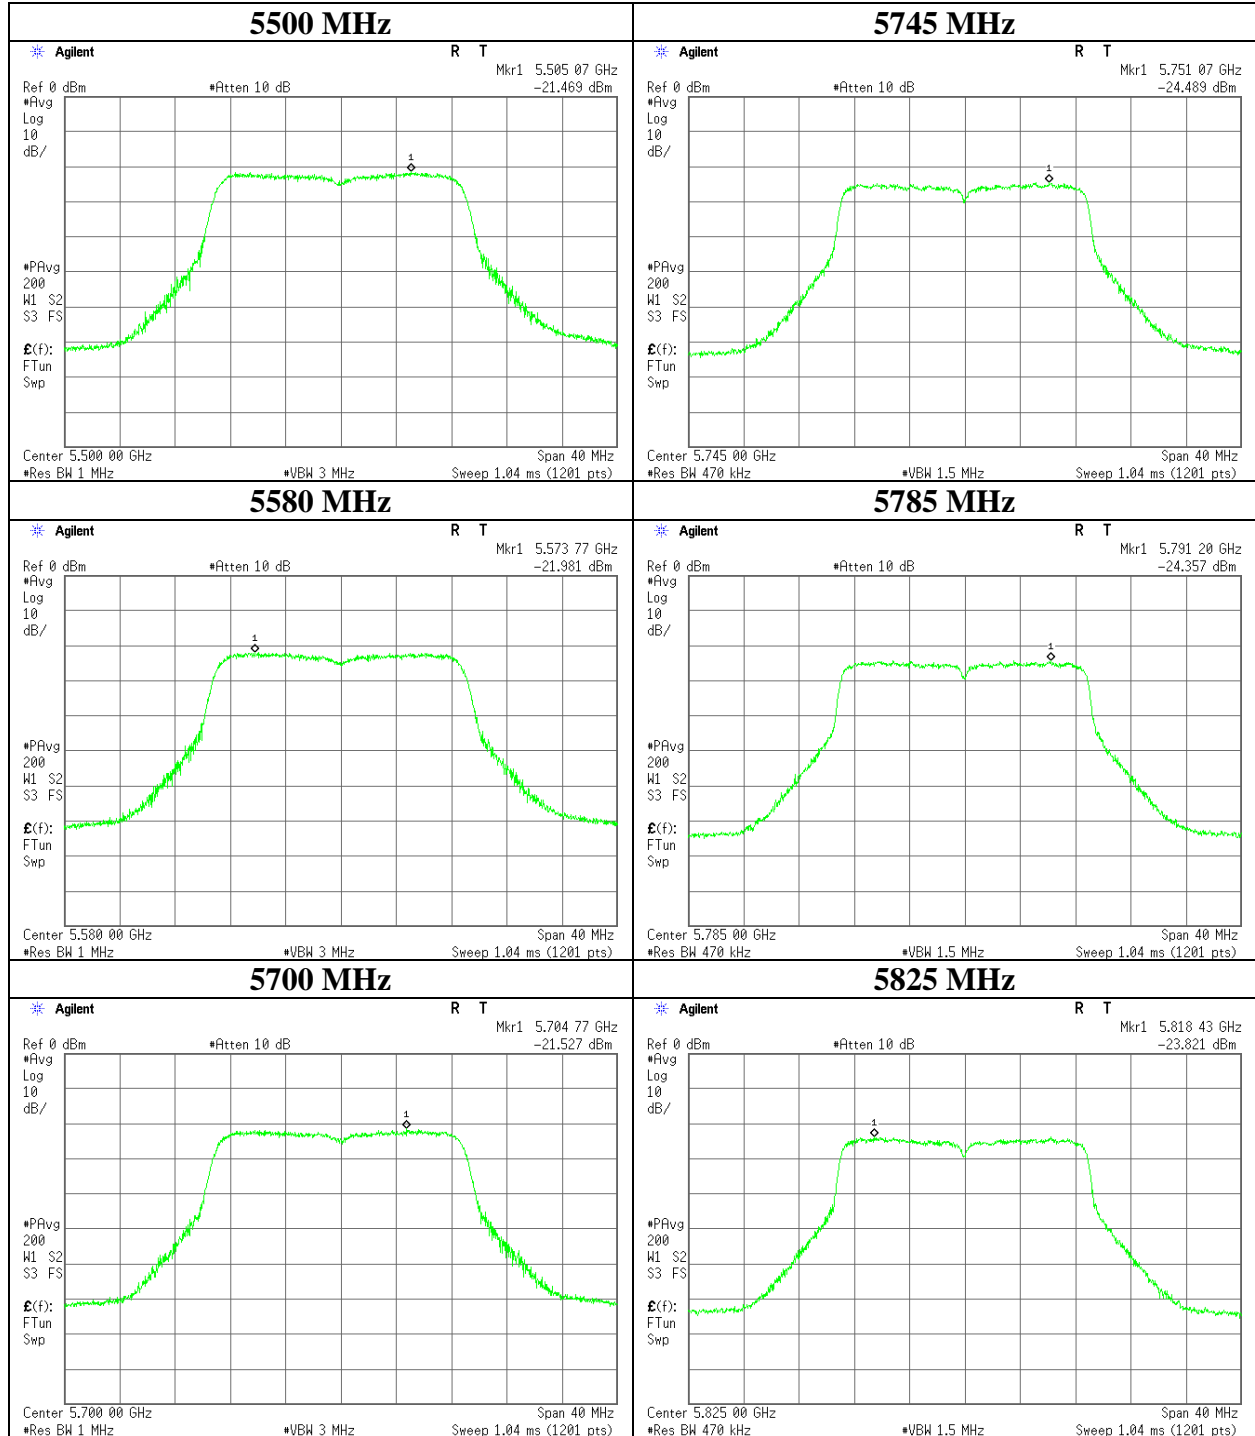 5500 MHz
Agilent R T
Mkr1 5.505 07 GHz
Ref 0 dBm #Atten 10 dB -21.469 dBm
#Avg
Log
10
dB/
1
#PAvg
200
W1 S2
S3 FS
£(f):
FTun
Swp
Center 5.500 00 GHz Span 40 MHz
#Res BW 1 MHz #VBW 3 MHz Sweep 1.04 ms (1201 pts)
5745 MHz
Agilent R T
Mkr1 5.751 07 GHz
Ref 0 dBm #Atten 10 dB -24.489 dBm
#Avg
Log
10
dB/
1
#PAvg
200
W1 S2
S3 FS
£(f):
FTun
Swp
Center 5.745 00 GHz Span 40 MHz
#Res BW 470 kHz #VBW 1.5 MHz Sweep 1.04 ms (1201 pts)
5580 MHz
Agilent R T
Mkr1 5.573 77 GHz
Ref 0 dBm #Atten 10 dB -21.981 dBm
#Avg
Log
10
dB/
1
#PAvg
200
W1 S2
S3 FS
£(f):
FTun
Swp
Center 5.580 00 GHz Span 40 MHz
#Res BW 1 MHz #VBW 3 MHz Sweep 1.04 ms (1201 pts)
5785 MHz
Agilent R T
Mkr1 5.791 20 GHz
Ref 0 dBm #Atten 10 dB -24.357 dBm
#Avg
Log
10
dB/
1
#PAvg
200
W1 S2
S3 FS
£(f):
FTun
Swp
Center 5.785 00 GHz Span 40 MHz
#Res BW 470 kHz #VBW 1.5 MHz Sweep 1.04 ms (1201 pts)
5700 MHz
Agilent R T
Mkr1 5.704 77 GHz
Ref 0 dBm #Atten 10 dB -21.527 dBm
#Avg
Log
10
dB/
1
#PAvg
200
W1 S2
S3 FS
£(f):
FTun
Swp
Center 5.700 00 GHz Span 40 MHz
#Res BW 1 MHz #VBW 3 MHz Sweep 1.04 ms (1201 pts)
5825 MHz
Agilent R T
Mkr1 5.818 43 GHz
Ref 0 dBm #Atten 10 dB -23.821 dBm
#Avg
Log
10
dB/
1
#PAvg
200
W1 S2
S3 FS
£(f):
FTun
Swp
Center 5.825 00 GHz Span 40 MHz
#Res BW 470 kHz #VBW 1.5 MHz Sweep 1.04 ms (1201 pts)